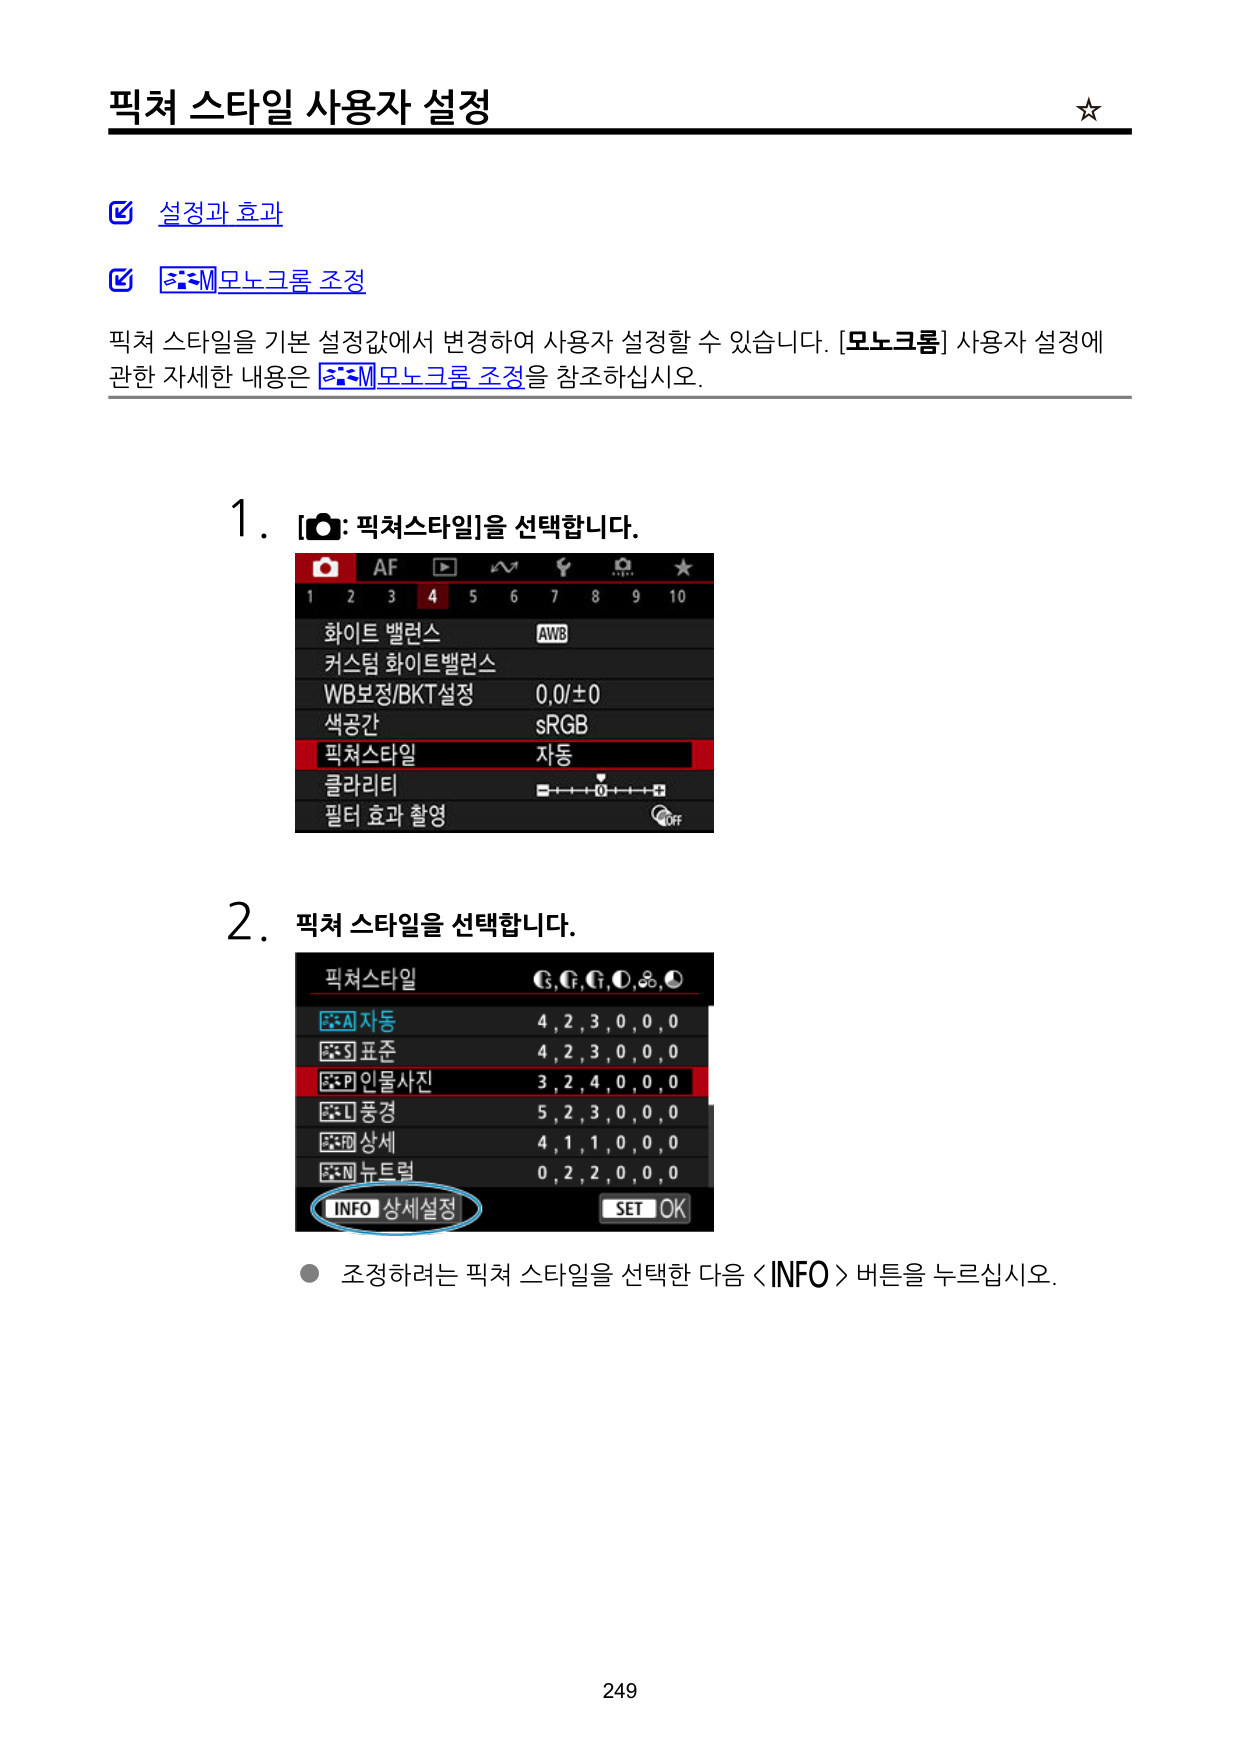 픽쳐 스타일 사용자 설정 ☆
설정과 효과
M모노크롬 조정
픽쳐 스타일을 기본 설정값에서 변경하여 사용자 설정할 수 있습니다. [모노크롬] 사용자 설정에
관한 자세한 내용은 M모노크롬 조정을 참조하십시오.
1. [: 픽쳐스타일]을 선택합니다.
AF
1 2 3 4 5 6 7 8 9 10
화이트 밸런스 AWB
커스텀 화이트밸런스
WB보정/BKT설정 0,0/±0
색공간 sRGB
픽쳐스타일 자동
클라리티 0
필터 효과 촬영 OFF
2. 픽쳐 스타일을 선택합니다.
픽쳐스타일 S, F, T, , ,
A 자동 4,2,3,0,0,0
S 표준 4,2,3,0,0,0
P 인물사진 3,2,4,0,0,0
L 풍경 5,2,3,0,0,0
FD 상세 4,1,1,0,0,0
N 뉴트럴 0,2,2,0,0,0
INFO 상세설정 SET OK
● 조정하려는 픽쳐 스타일을 선택한 다음 <INFO> 버튼을 누르십시오.
249